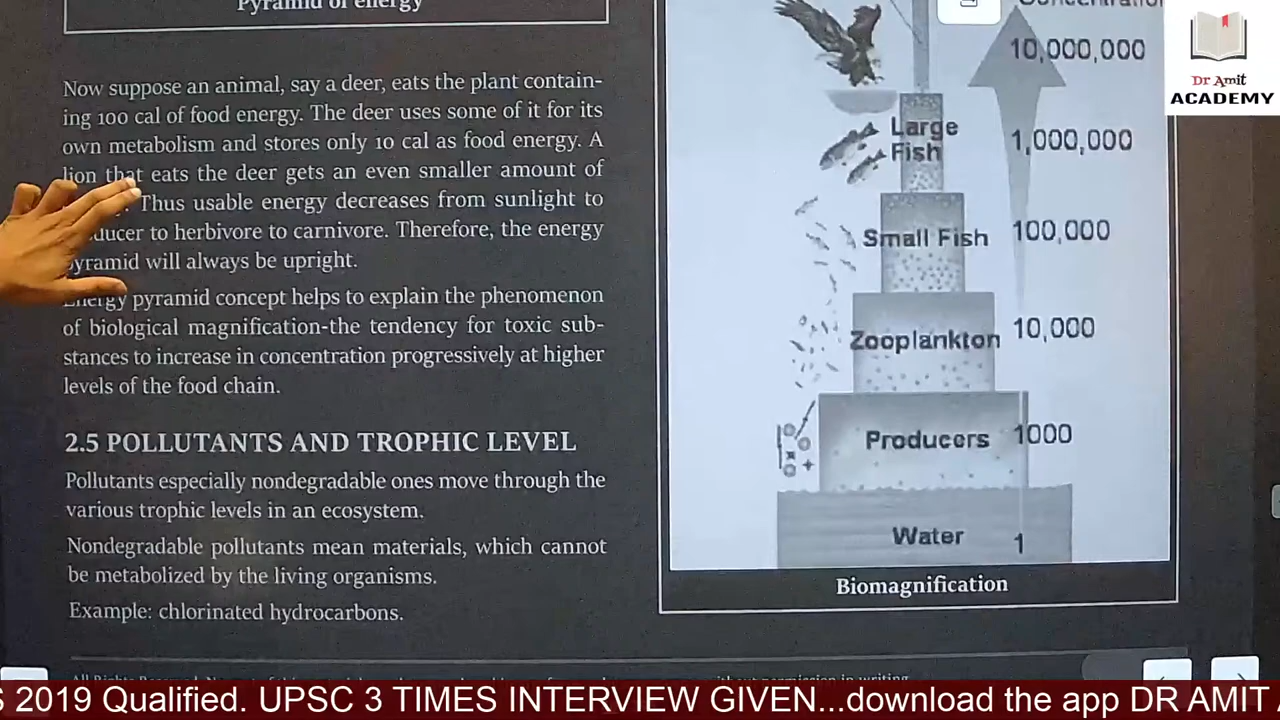 Pyramid of energy
Now suppose an animal, say a deer, eats the plant contain-
ing 100 cal of food energy. The deer uses some of it for its
own metabolism and stores only 10 cal as food energy. A
lion that eats the deer gets an even smaller amount of
Thus usable energy decreases from sunlight to
to herbivore to carnivore. Therefore, the energy
pyramid will always be upright.
Energy pyramid concept helps to explain the phenomenon
of biological magnification-the tendency for toxic sub-
stances to increase in concentration progressively at higher
levels of the food chain.
2.5 POLLUTANTS AND TROPHIC LEVEL
Pollutants especially nondegradable ones move through the
various trophic levels in an ecosystem.
Nondegradable pollutants mean materials, which cannot
be metabolized by the living organisms.
Example: chlorinated hydrocarbons.
10,000,000
Large
Fish
1,000,000
Small Fish
100,000
Zooplankton
10,000
Producers
1000
Water
1
Biomagnification
Dr Amit
ACADEMY
2019 Qualified. UPSC 3 TIMES INTERVIEW GIVEN...download the app DR AMIT